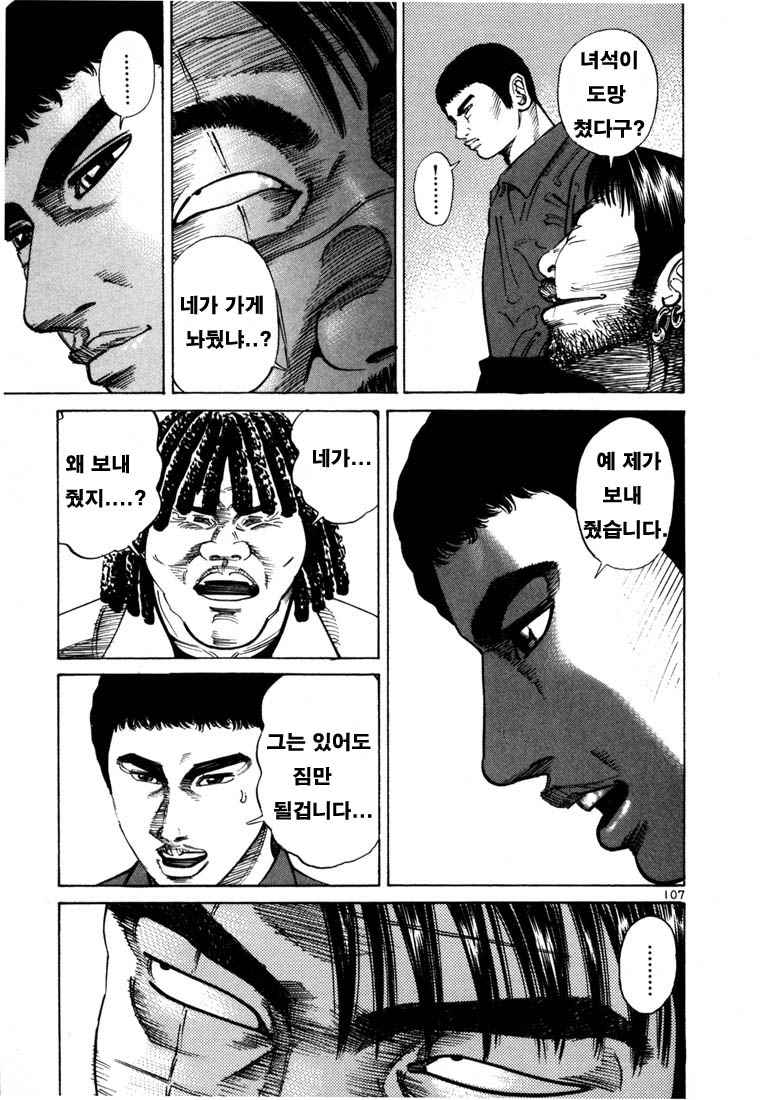 녀석이
도망
쳤다구?
!......
네가 가게
놔뒀냐..?
........
예 제가
보내
줬습니다.
네가...
왜 보내
줬지....?
그는 있어도
짐만
될겁니다...
107
........